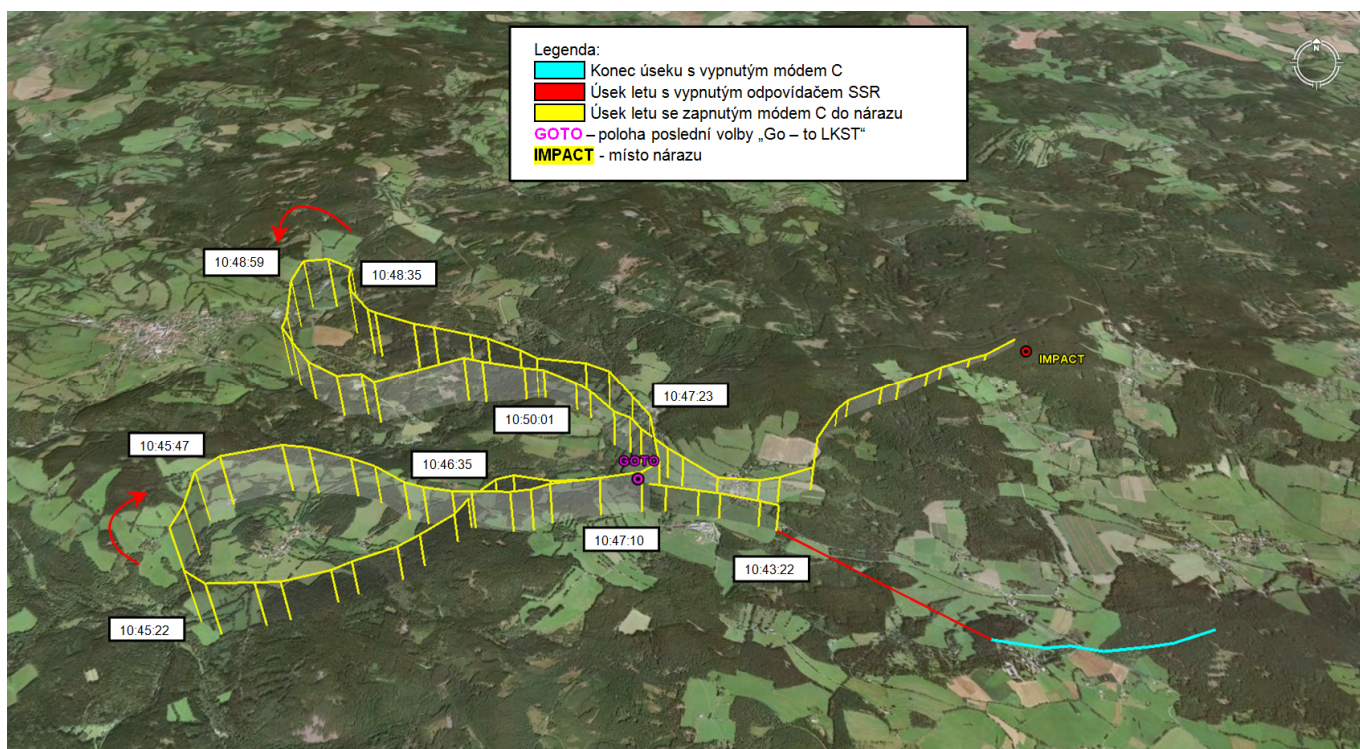 Legenda:
Konec úseku s vypnutým módem C
Úsek letu s vypnutým odpovídačem SSR
Úsek letu se zapnutým módem C do nárazu
GOTO – poloha poslední volby „Go – to LKST“
IMPACT - místo nárazu
N
10:48:59
10:48:35
IMPACT
10:47:23
10:50:01
10:45:47
10:46:35
GOTO
10:47:10
10:43:22
10:45:22